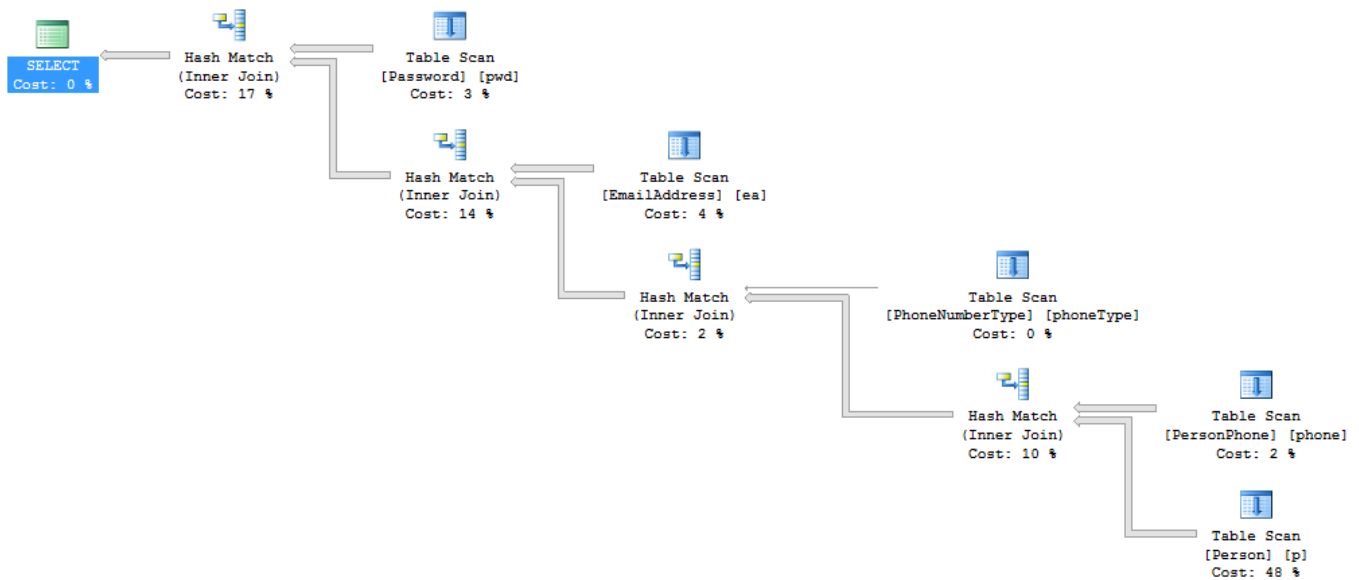 SELECT
Cost: 0 %
Hash Match
(Inner Join)
Cost: 17 %
Table Scan
[Password] [pwd]
Cost: 3 %
Hash Match
(Inner Join)
Cost: 14 %
Table Scan
[EmailAddress] [ea]
Cost: 4 %
Hash Match
(Inner Join)
Cost: 2 %
Table Scan
[PhoneNumberType] [phoneType]
Cost: 0 %
Hash Match
(Inner Join)
Cost: 10 %
Table Scan
[PersonPhone] [phone]
Cost: 2 %
Table Scan
[Person] [p]
Cost: 48 %